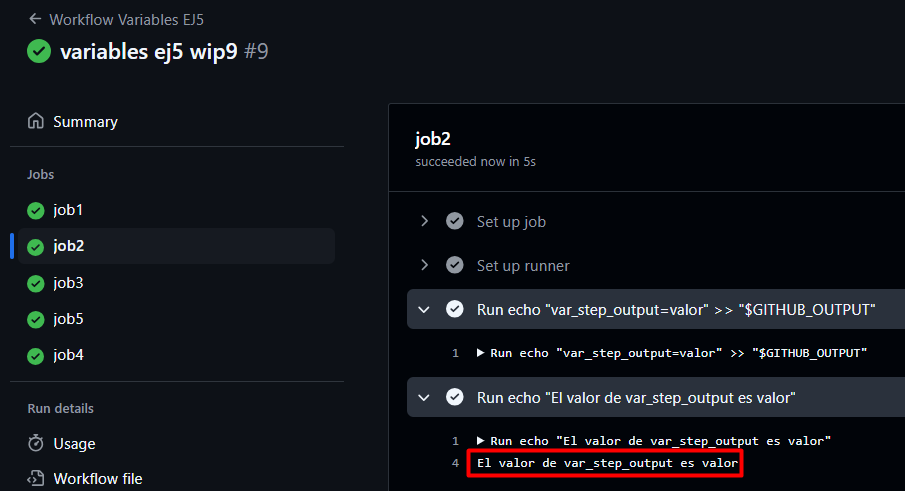 Workflow Variables EJ5
variables ej5 wip9 #9
Summary
Jobs
job1
job2
job3
job5
job4
Run details
Usage
Workflow file
job2
succeeded now in 5s
Set up job
Set up runner
Run echo "var_step_output=valor" >> "$GITHUB_OUTPUT"
1 Run echo "var_step_output=valor" >> "$GITHUB_OUTPUT"
Run echo "El valor de var_step_output es valor"
1 Run echo "El valor de var_step_output es valor"
4 El valor de var_step_output es valor